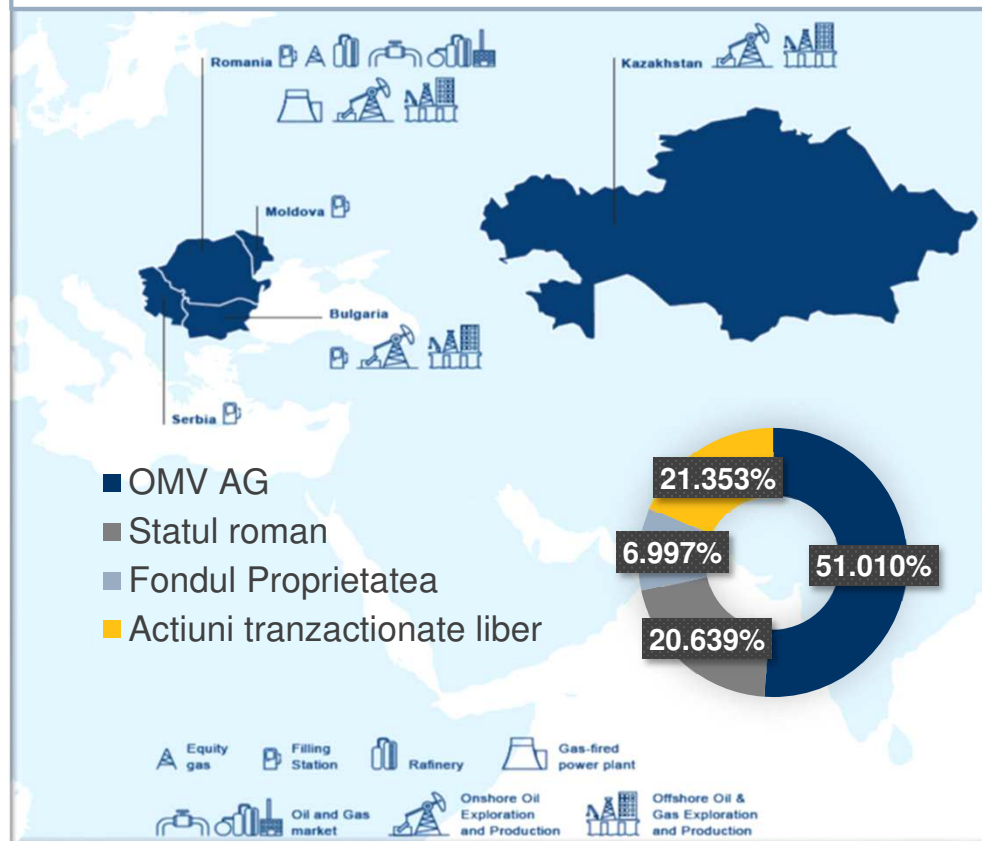 Romania
Kazakhstan
Moldova
Bulgaria
Serbia
OMV AG
Statul roman
Fondul Proprietatea
Actiuni tranzactionate liber
21.353%
6.997%
51.010%
20.639%
Equity
gas
Filling
Station
Rafinery
Gas-fired
power plant
Oil and Gas
market
Onshore Oil
Exploration
and Production
Offshore Oil &
Gas Exploration
and Production